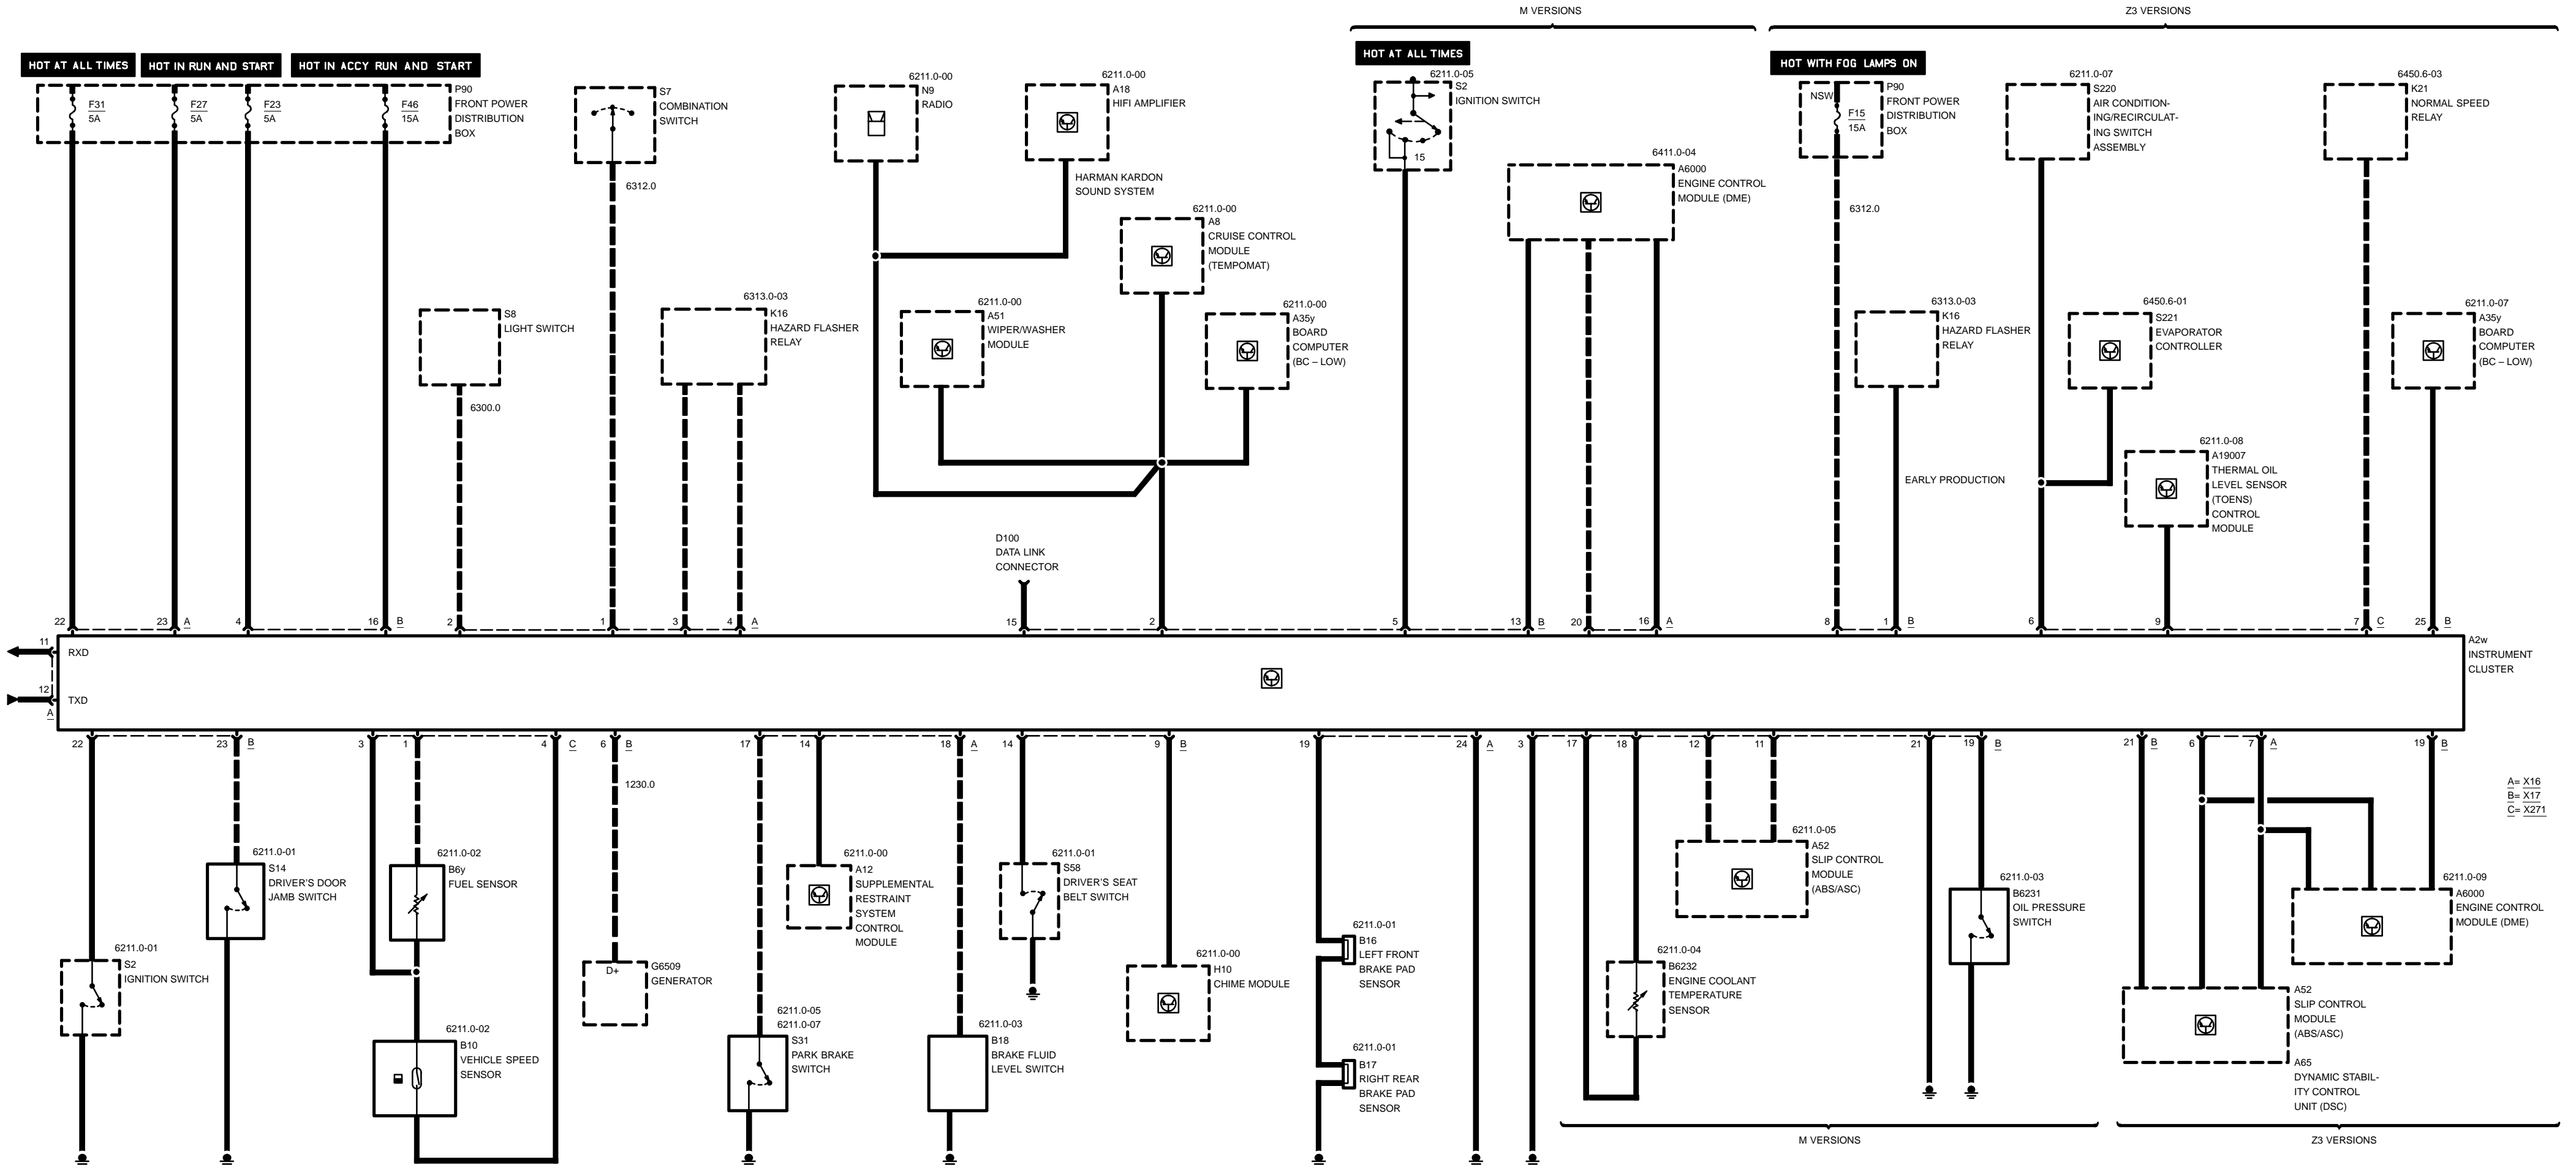 M VERSIONS
Z3 VERSIONS
HOT AT ALL TIMES
HOT IN RUN AND START
HOT IN ACCY RUN AND START
HOT AT ALL TIMES
HOT WITH FOG LAMPS ON
F31
5A
F27
5A
F23
5A
F46
15A
P90
FRONT POWER
DISTRIBUTION
BOX
S7
COMBINATION
SWITCH
6312.0
6211.0-00
N9
RADIO
6211.0-00
A18
HIFI AMPLIFIER
HARMAN KARDON
SOUND SYSTEM
6211.0-00
A8
CRUISE CONTROL
MODULE
(TEMPOMAT)
6211.0-05
S2
IGNITION SWITCH
15
6411.0-04
A6000
ENGINE CONTROL
MODULE (DME)
NSW
F15
15A
P90
FRONT POWER
DISTRIBUTION
BOX
6312.0
6211.0-07
S220
AIR CONDITION-
ING/RECIRCULAT-
ING SWITCH
ASSEMBLY
6450.6-03
K21
NORMAL SPEED
RELAY
S8
LIGHT SWITCH
6300.0
6313.0-03
K16
HAZARD FLASHER
RELAY
6211.0-00
A51
WIPER/WASHER
MODULE
6211.0-00
A35y
BOARD
COMPUTER
(BC – LOW)
6313.0-03
K16
HAZARD FLASHER
RELAY
6450.6-01
S221
EVAPORATOR
CONTROLLER
6211.0-07
A35y
BOARD
COMPUTER
(BC – LOW)
EARLY PRODUCTION
6211.0-08
A19007
THERMAL OIL
LEVEL SENSOR
(TOENS)
CONTROL
MODULE
D100
DATA LINK
CONNECTOR
22 23 A 4 16 B 2 1 3 4 A 15 2 5 13 B 20 16 A 8 1 B 6 9 7 C 25 B
11
RXD
12
TXD
A
A2w
INSTRUMENT
CLUSTER
22 23 B 3 1 4 C 6 B 17 14 18 A 14 9 B 19 24 A 3 17 18 12 11 21 19 B 21 B 6 7 A 19 B
A= X16
B= X17
C= X271
1230.0
6211.0-01
S2
IGNITION SWITCH
6211.0-01
S14
DRIVER'S DOOR
JAMB SWITCH
6211.0-02
B6y
FUEL SENSOR
6211.0-02
B10
VEHICLE SPEED
SENSOR
D+
G6509
GENERATOR
6211.0-05
6211.0-07
S31
PARK BRAKE
SWITCH
6211.0-00
A12
SUPPLEMENTAL
RESTRAINT
SYSTEM
CONTROL
MODULE
6211.0-03
B18
BRAKE FLUID
LEVEL SWITCH
6211.0-01
S58
DRIVER'S SEAT
BELT SWITCH
6211.0-00
H10
CHIME MODULE
6211.0-01
B16
LEFT FRONT
BRAKE PAD
SENSOR
6211.0-01
B17
RIGHT REAR
BRAKE PAD
SENSOR
6211.0-04
B6232
ENGINE COOLANT
TEMPERATURE
SENSOR
6211.0-05
A52
SLIP CONTROL
MODULE
(ABS/ASC)
6211.0-03
B6231
OIL PRESSURE
SWITCH
6211.0-09
A6000
ENGINE CONTROL
MODULE (DME)
A52
SLIP CONTROL
MODULE
(ABS/ASC)
A65
DYNAMIC STABIL-
ITY CONTROL
UNIT (DSC)
M VERSIONS
Z3 VERSIONS